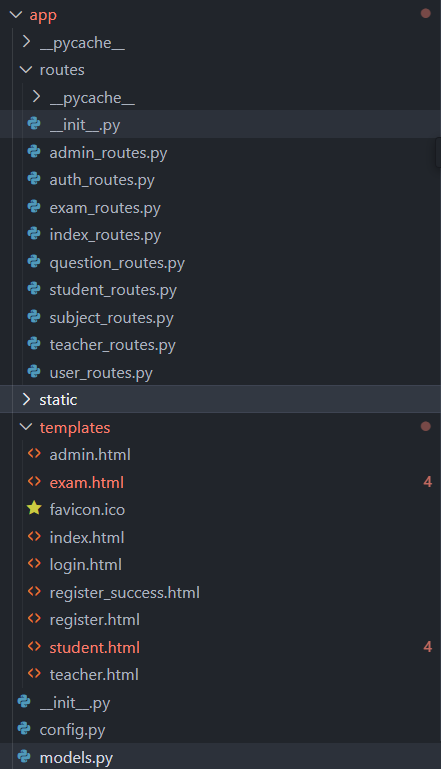 app
__pycache__
routes
__pycache__
__init__.py
admin_routes.py
auth_routes.py
exam_routes.py
index_routes.py
question_routes.py
student_routes.py
subject_routes.py
teacher_routes.py
user_routes.py
static
templates
admin.html
exam.html 4
favicon.ico
index.html
login.html
register_success.html
register.html
student.html 4
teacher.html
__init__.py
config.py
models.py